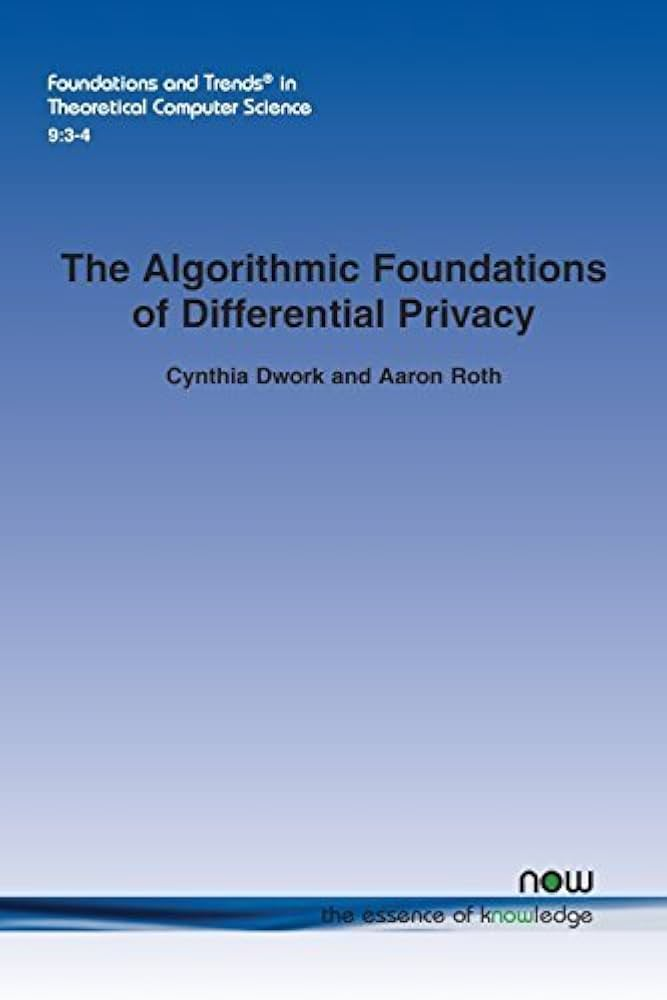 Foundations and Trends® in
Theoretical Computer Science
9:3-4
The Algorithmic Foundations
of Differential Privacy
Cynthia Dwork and Aaron Roth
now
the essence of knowledge